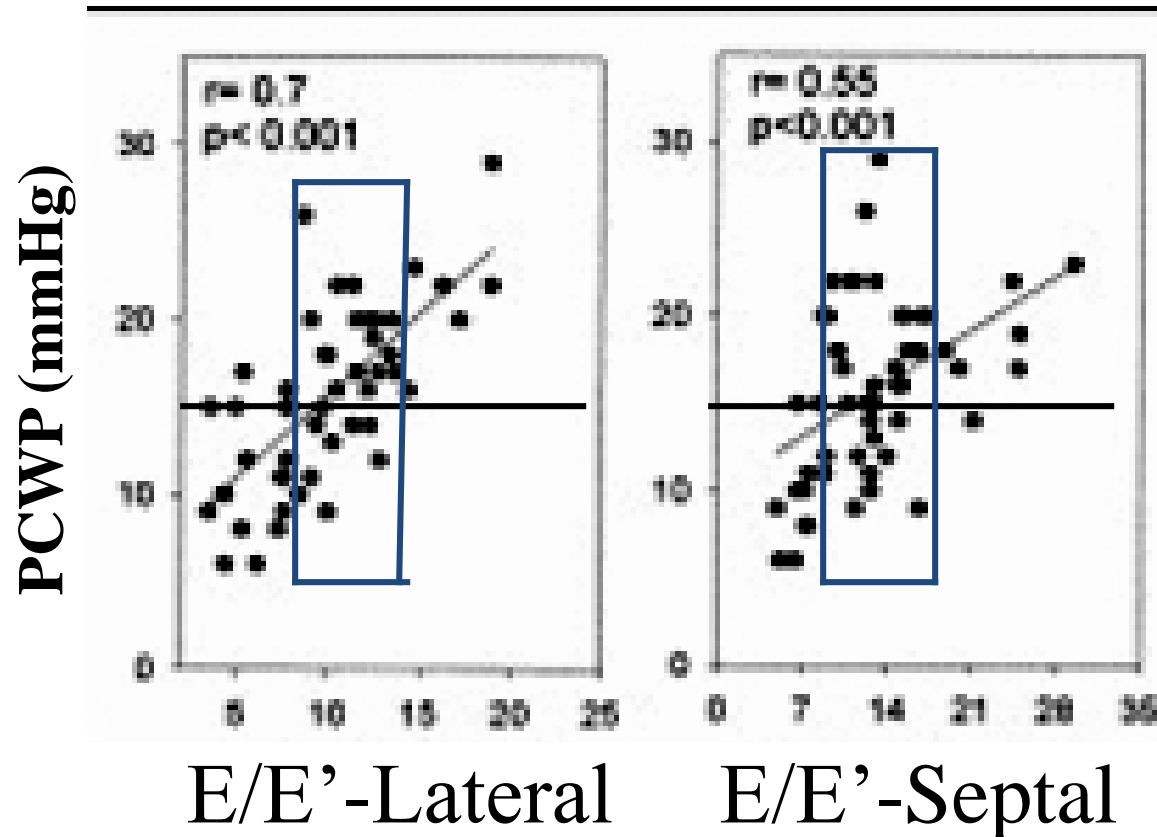 r= 0.7
p< 0.001
r= 0.55
p<0.001
PCWP (mmHg)
30
20
10
0
30
20
10
0
5 10 15 20 25
0 7 14 21 28 35
E/E’-Lateral
E/E’-Septal